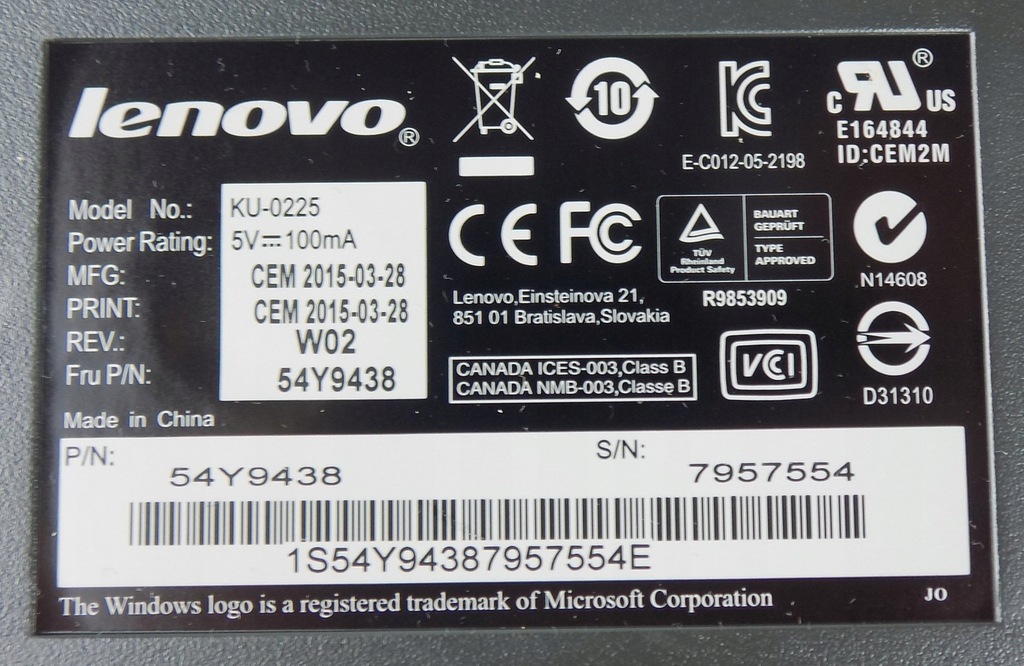 lenovo®
10
E-C012-05-2198
C US ®
E164844
ID:CEM2M
Model No.: KU-0225
Power Rating: 5V⎓100mA
MFG: CEM 2015-03-28
PRINT: CEM 2015-03-28
REV.: W02
Fru P/N: 54Y9438
Made in China
CE FC
TÜV
Rheinland
Product Safety
BAUART
GEPRÜFT
TYPE
APPROVED
N14608
Lenovo,Einsteinova 21,
851 01 Bratislava,Slovakia
R9853909
CANADA ICES-003,Class B
CANADA NMB-003,Classe B
VCI
D31310
P/N: 54Y9438
S/N: 7957554
1S54Y94387957554E
The Windows logo is a registered trademark of Microsoft Corporation
JO